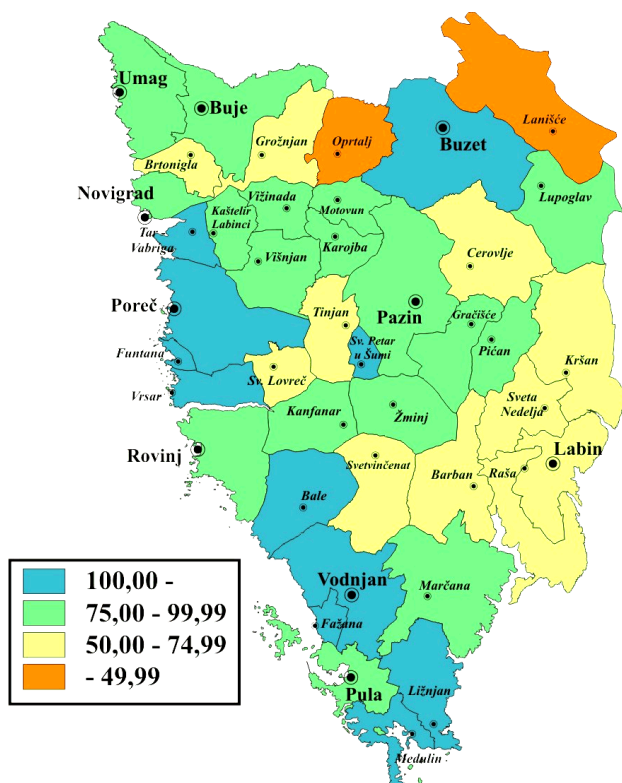 Umag
Buje
Grožnjan
Oprtalj
Buzet
Lanišće
Brtonigla
Lupoglav
Novigrad
Kaštelir
Labinci
Vižinada
Motovun
Tar -
Vabriga
Karojba
Višnjan
Cerovlje
Poreč
Tinjan
Pazin
Gračišće
Sv. Petar
u Šumi
Pićan
Funtana
Kršan
Sv. Lovreč
Vrsar
Sveta
Nedelja
Kanfanar
Žminj
Rovinj
Svetvinčenat
Barban
Raša
Labin
Bale
Vodnjan
Marčana
Fažana
Pula
Ližnjan
Medulin
100,00 -
75,00 - 99,99
50,00 - 74,99
- 49,99